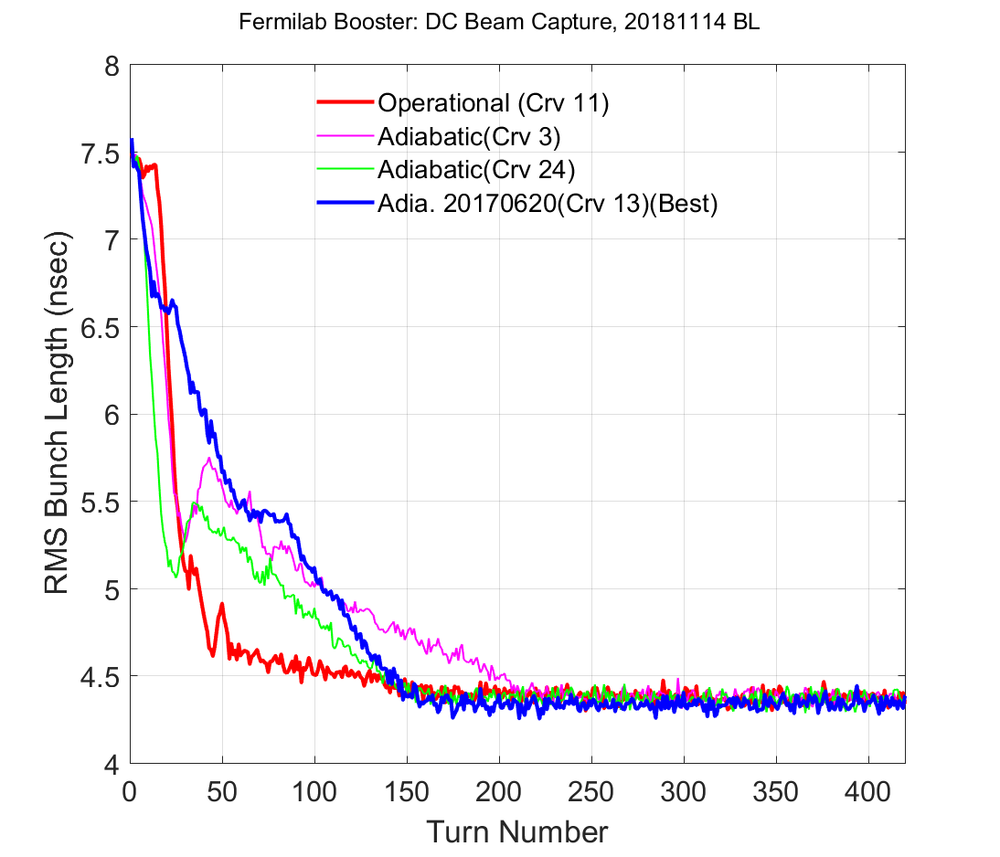 Fermilab Booster: DC Beam Capture, 20181114 BL
8
7.5
7
6.5
6
5.5
5
4.5
4
RMS Bunch Length (nsec)
Operational (Crv 11)
Adiabatic(Crv 3)
Adiabatic(Crv 24)
Adia. 20170620(Crv 13)(Best)
0 50 100 150 200 250 300 350 400
Turn Number